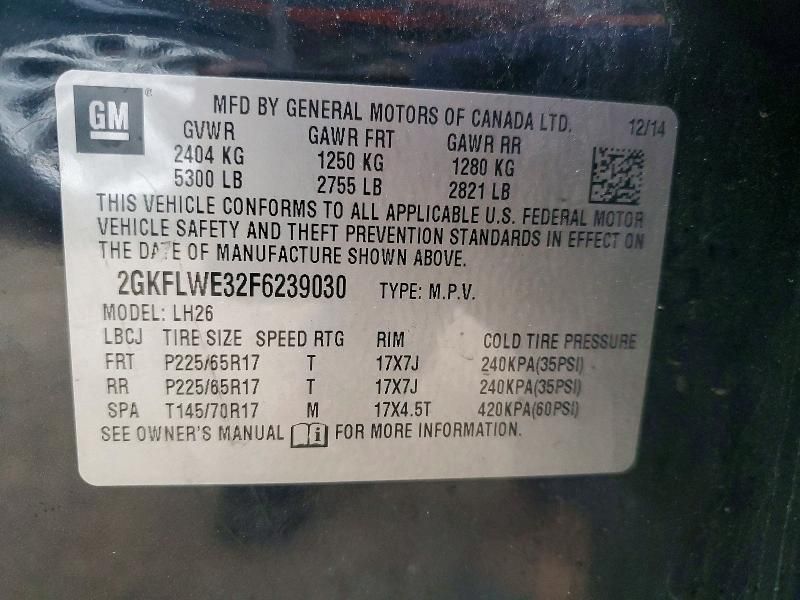 GM ®
MFD BY GENERAL MOTORS OF CANADA LTD. 12/14
GVWR GAWR FRT GAWR RR
2404 KG 1250 KG 1280 KG
5300 LB 2755 LB 2821 LB
THIS VEHICLE CONFORMS TO ALL APPLICABLE U.S. FEDERAL MOTOR
VEHICLE SAFETY AND THEFT PREVENTION STANDARDS IN EFFECT ON
THE DATE OF MANUFACTURE SHOWN ABOVE.
2GKFLWE32F6239030 TYPE: M.P.V.
MODEL: LH26
LBCJ TIRE SIZE SPEED RTG RIM COLD TIRE PRESSURE
FRT P225/65R17 T 17X7J 240KPA(35PSI)
RR P225/65R17 T 17X7J 240KPA(35PSI)
SPA T145/70R17 M 17X4.5T 420KPA(60PSI)
SEE OWNER'S MANUAL i FOR MORE INFORMATION.